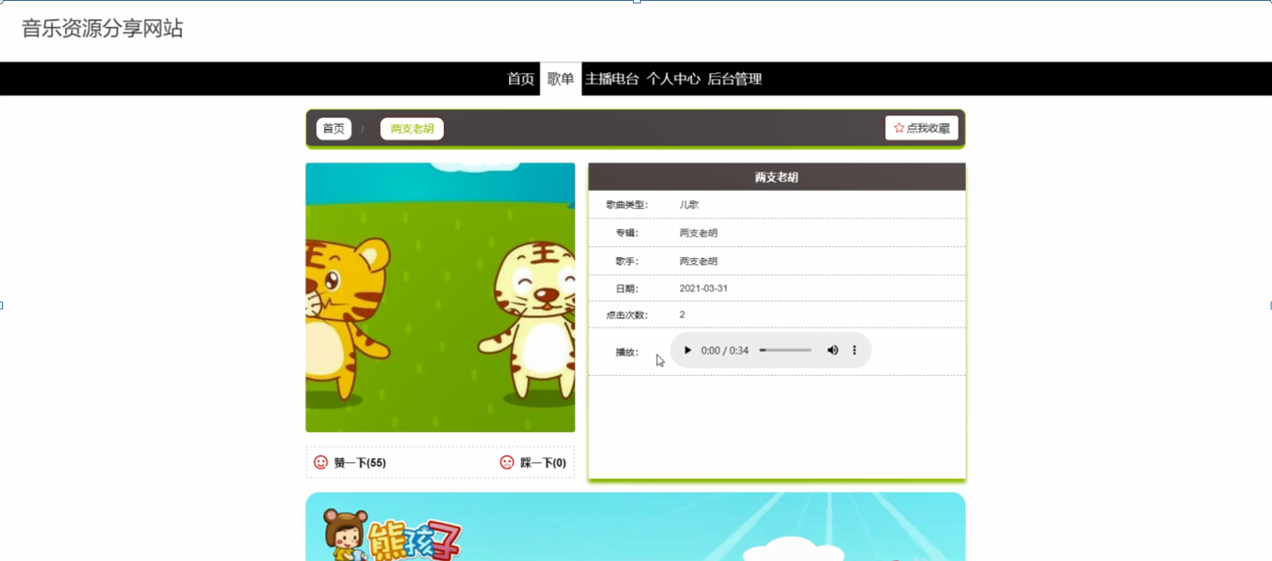 音乐资源分享网站
首页 歌单 主播电台 个人中心 后台管理
首页 / 两支老胡 点我收藏
两支老胡
歌曲类型： 儿歌
专辑： 两支老胡
歌手： 两支老胡
日期： 2021-03-31
点击次数： 2
播放： 0:00 / 0:34
赞一下(55) 踩一下(0)
熊孩子